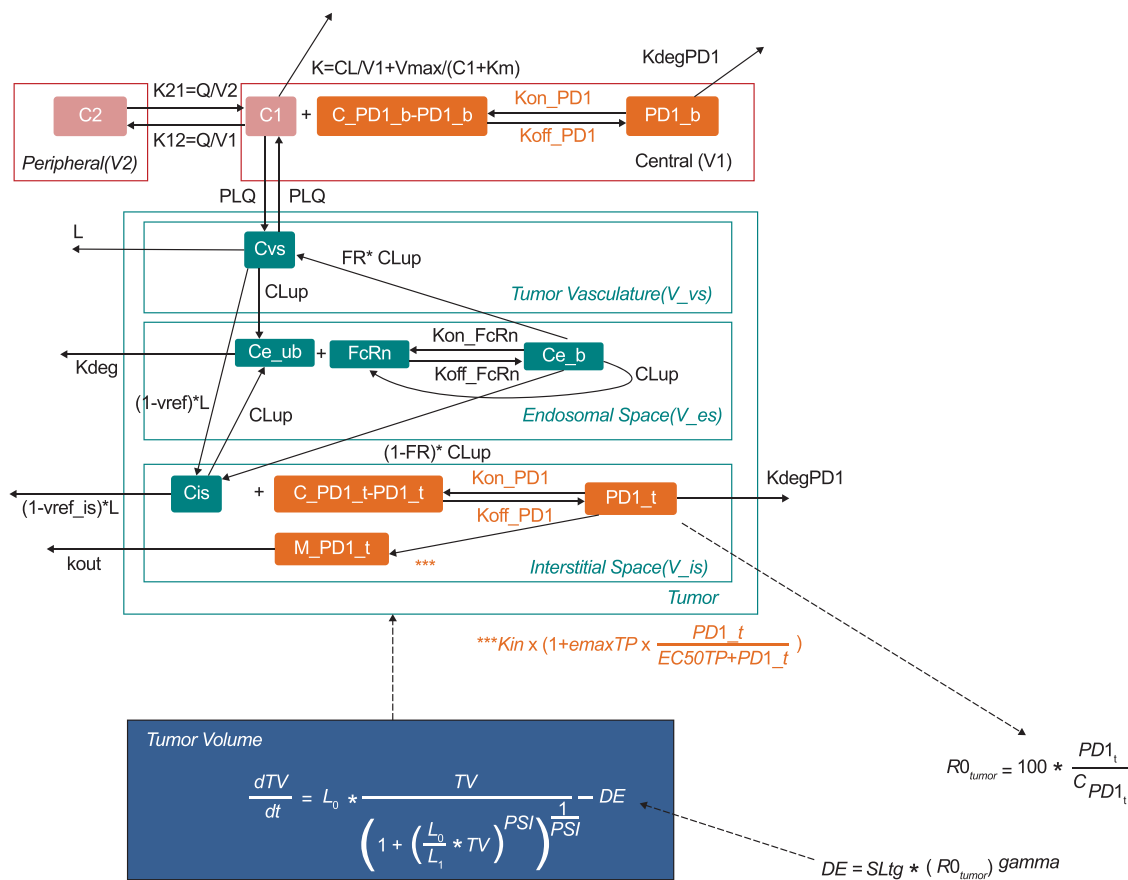 K=CL/V1+Vmax/(C1+Km)
KdegPD1
K21=Q/V2
C2
K12=Q/V1
Peripheral(V2)
C1
+
C_PD1_b-PD1_b
Kon_PD1
Koff_PD1
PD1_b
Central (V1)
PLQ
PLQ
L
Cvs
FR* CLup
CLup
Tumor Vasculature(V_vs)
Kdeg
Ce_ub
+
FcRn
Kon_FcRn
Koff_FcRn
Ce_b
CLup
(1-vref)*L
CLup
Endosomal Space(V_es)
(1-FR)* CLup
(1-vref_is)*L
Cis
+
C_PD1_t-PD1_t
Kon_PD1
Koff_PD1
PD1_t
KdegPD1
kout
M_PD1_t
***
Interstitial Space(V_is)
Tumor
***Kin x (1+emaxTP x PD1_t / EC50TP+PD1_t )
Tumor Volume
dTV / dt = L0 * TV / (1 + (L0 / L1 * TV)^PSI)^1/PSI − DE
R0tumor = 100 * PD1t / CPD1t
DE = SLtg * ( R0tumor) gamma